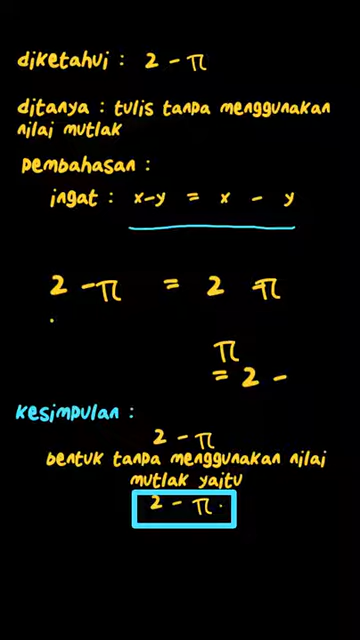 diketahui : 2 - π
ditanya : tulis tanpa menggunakan
nilai mutlak
pembahasan :
ingat : x-y = x - y
2 - π = 2 - π
π
= 2 -
kesimpulan :
2 - π
bentuk tanpa menggunakan nilai
mutlak yaitu
2 - π .